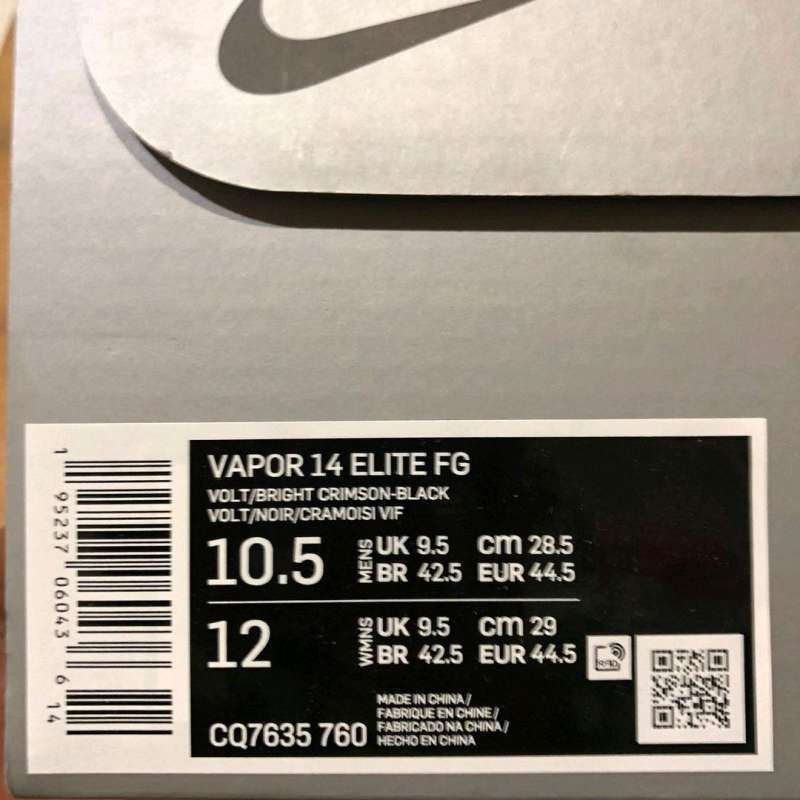 VAPOR 14 ELITE FG
VOLT/BRIGHT CRIMSON-BLACK
VOLT/NOIR/CRAMOISI VIF
10.5 MENS UK 9.5 cm 28.5
BR 42.5 EUR 44.5
12 WMNS UK 9.5 cm 29
BR 42.5 EUR 44.5
RFID
CQ7635 760
MADE IN CHINA /
FABRIQUE EN CHINE /
FABRICADO NA CHINA /
HECHO EN CHINA
1 95237 06043 6 14